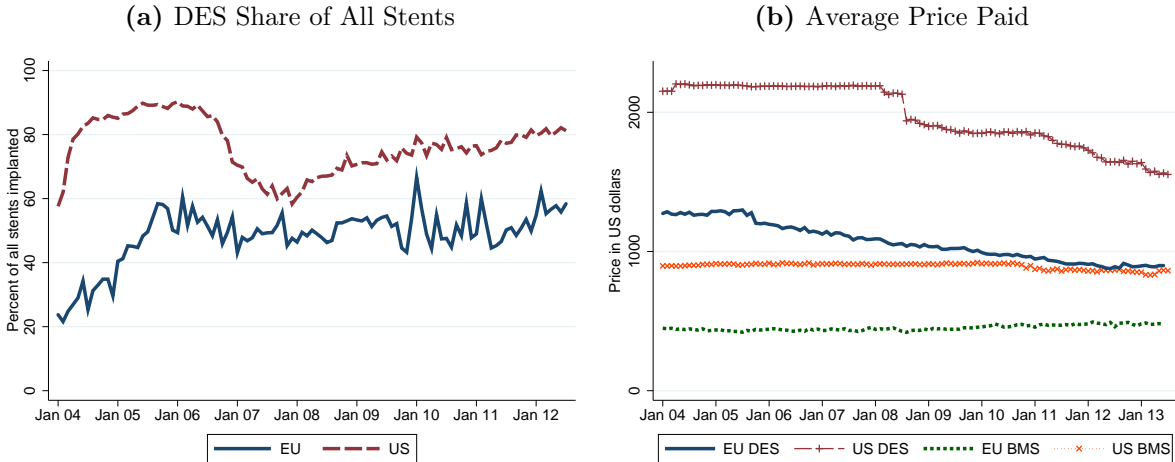 (a) DES Share of All Stents
Percent of all stents implanted
100
80
60
40
20
0
Jan 04 Jan 05 Jan 06 Jan 07 Jan 08 Jan 09 Jan 10 Jan 11 Jan 12
EU US
(b) Average Price Paid
Price in US dollars
2000
1000
0
Jan 04 Jan 05 Jan 06 Jan 07 Jan 08 Jan 09 Jan 10 Jan 11 Jan 12 Jan 13
EU DES US DES EU BMS US BMS